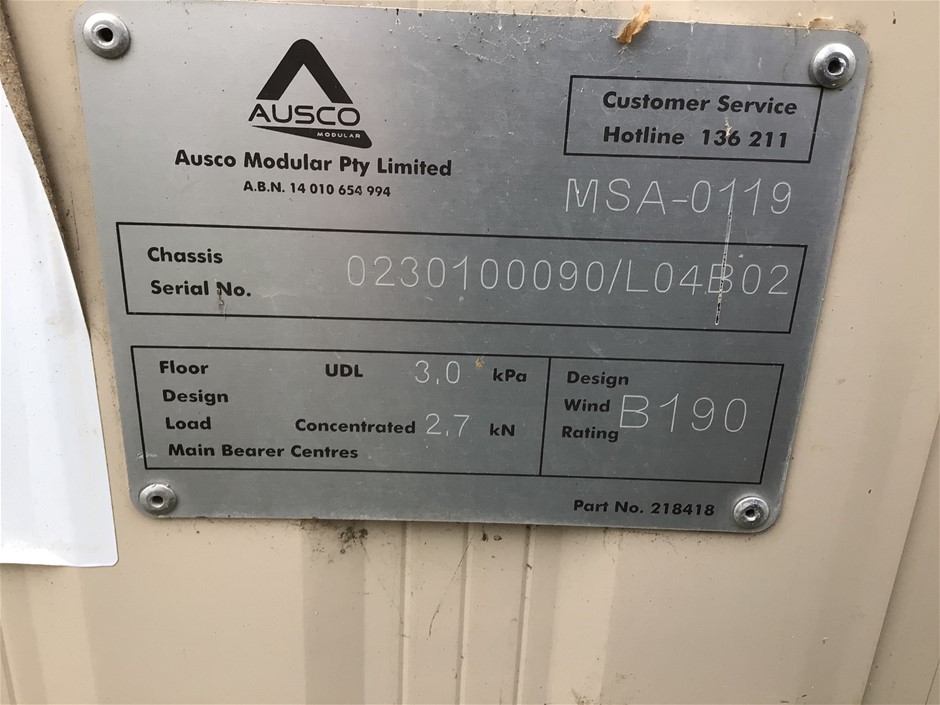 AUSCO
MODULAR
Ausco Modular Pty Limited
A.B.N. 14 010 654 994
Customer Service
Hotline 136 211
MSA-0119
Chassis
Serial No.
0230100090/L04B02
Floor
Design
Load
UDL 3,0 kPa
Concentrated 2,7 kN
Main Bearer Centres
Design
Wind
Rating
B190
Part No. 218418